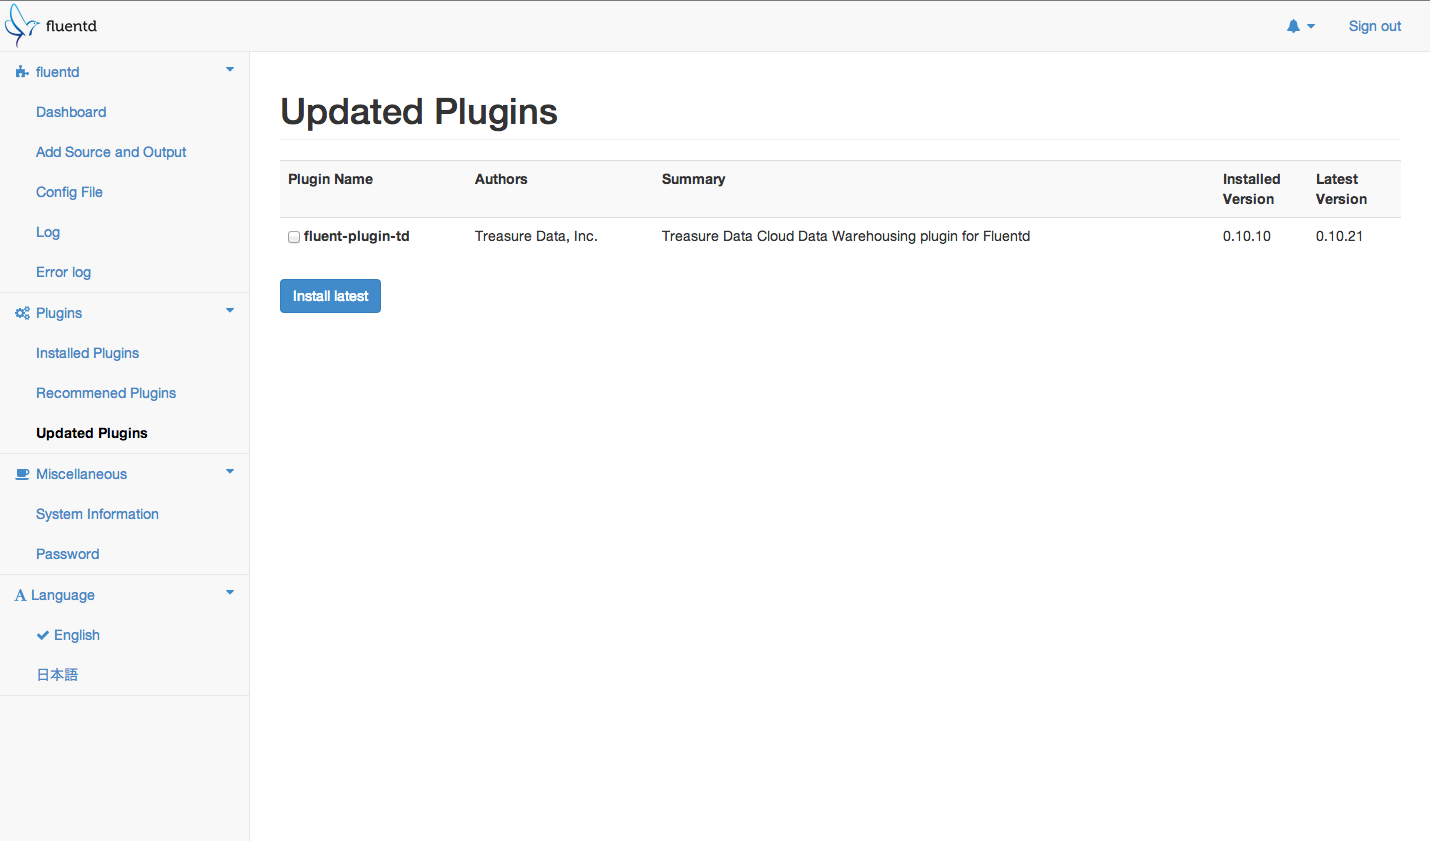 fluentd
Sign out
fluentd
Dashboard
Add Source and Output
Config File
Log
Error log
Plugins
Installed Plugins
Recommened Plugins
Updated Plugins
Miscellaneous
System Information
Password
A Language
English
日本語
Updated Plugins
Plugin Name Authors Summary Installed Version Latest Version
fluent-plugin-td Treasure Data, Inc. Treasure Data Cloud Data Warehousing plugin for Fluentd 0.10.10 0.10.21
Install latest